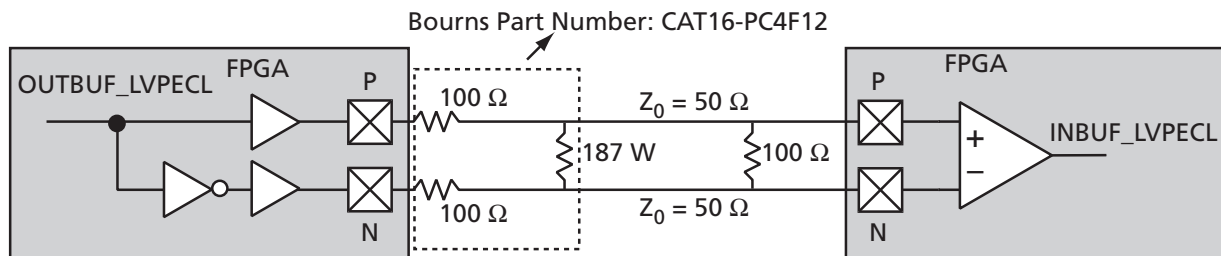 Bourns Part Number: CAT16-PC4F12
OUTBUF_LVPECL
FPGA
P
100 Ω
Z0 = 50 Ω
187 W
100 Ω
100 Ω
N
Z0 = 50 Ω
P
FPGA
+
−
INBUF_LVPECL
N